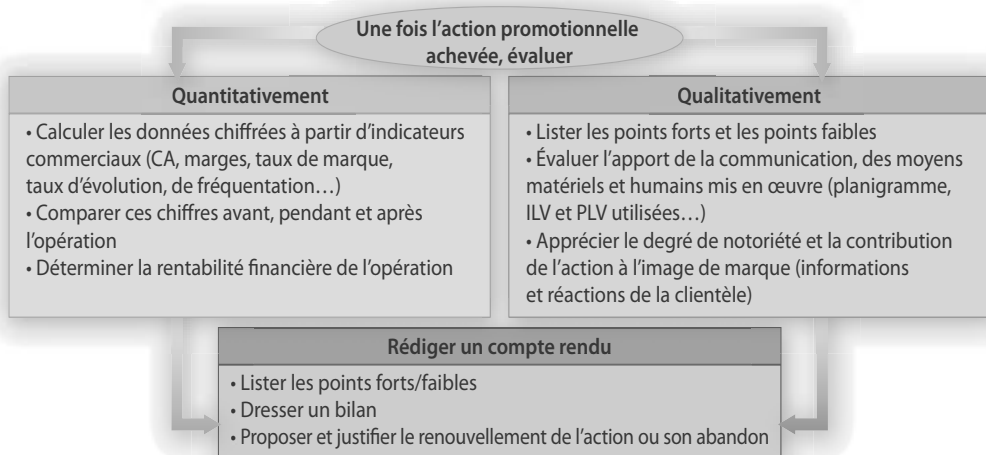 Une fois l'action promotionnelle
achevée, évaluer
Quantitativement
• Calculer les données chiffrées à partir d'indicateurs
commerciaux (CA, marges, taux de marque,
taux d'évolution, de fréquentation…)
• Comparer ces chiffres avant, pendant et après
l'opération
• Déterminer la rentabilité financière de l'opération
Qualitativement
• Lister les points forts et les points faibles
• Évaluer l'apport de la communication, des moyens
matériels et humains mis en œuvre (planigramme,
ILV et PLV utilisées…)
• Apprécier le degré de notoriété et la contribution
de l'action à l'image de marque (informations
et réactions de la clientèle)
Rédiger un compte rendu
• Lister les points forts/faibles
• Dresser un bilan
• Proposer et justifier le renouvellement de l'action ou son abandon